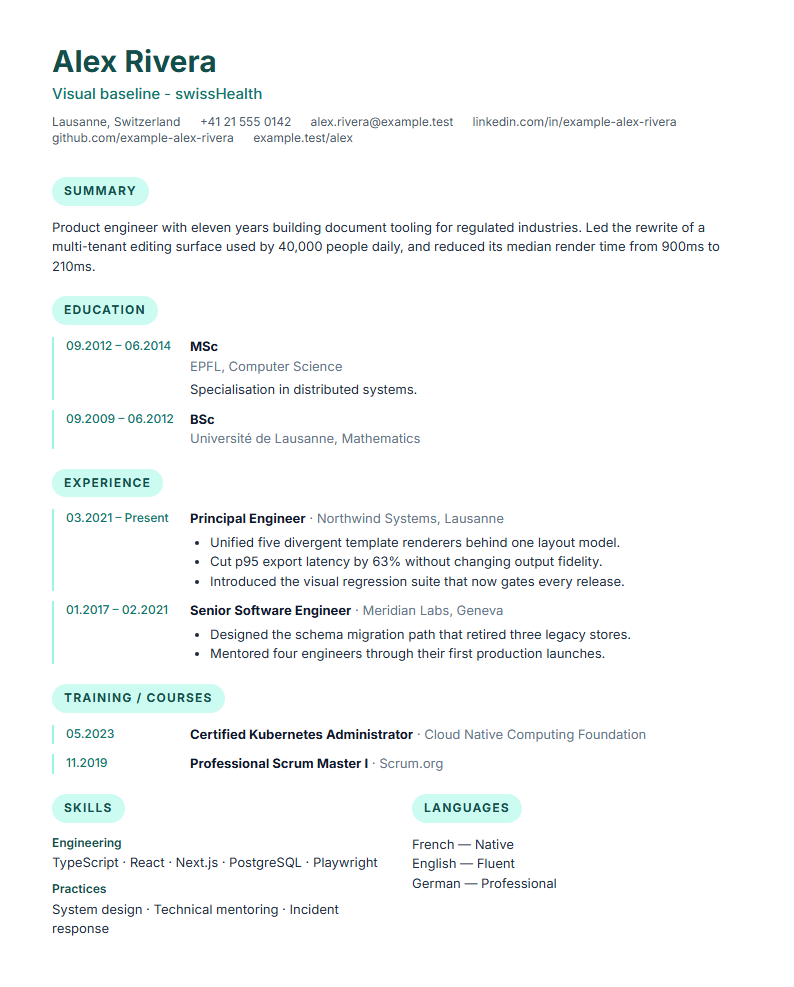 Alex Rivera
Visual baseline - swissHealth
Lausanne, Switzerland +41 21 555 0142 alex.rivera@example.test linkedin.com/in/example-alex-rivera
github.com/example-alex-rivera example.test/alex
SUMMARY
Product engineer with eleven years building document tooling for regulated industries. Led the rewrite of a
multi-tenant editing surface used by 40,000 people daily, and reduced its median render time from 900ms to
210ms.
EDUCATION
09.2012 – 06.2014 MSc
EPFL, Computer Science
Specialisation in distributed systems.
09.2009 – 06.2012 BSc
Université de Lausanne, Mathematics
EXPERIENCE
03.2021 – Present Principal Engineer · Northwind Systems, Lausanne
• Unified five divergent template renderers behind one layout model.
• Cut p95 export latency by 63% without changing output fidelity.
• Introduced the visual regression suite that now gates every release.
01.2017 – 02.2021 Senior Software Engineer · Meridian Labs, Geneva
• Designed the schema migration path that retired three legacy stores.
• Mentored four engineers through their first production launches.
TRAINING / COURSES
05.2023 Certified Kubernetes Administrator · Cloud Native Computing Foundation
11.2019 Professional Scrum Master I · Scrum.org
SKILLS
Engineering
TypeScript · React · Next.js · PostgreSQL · Playwright
Practices
System design · Technical mentoring · Incident
response
LANGUAGES
French — Native
English — Fluent
German — Professional